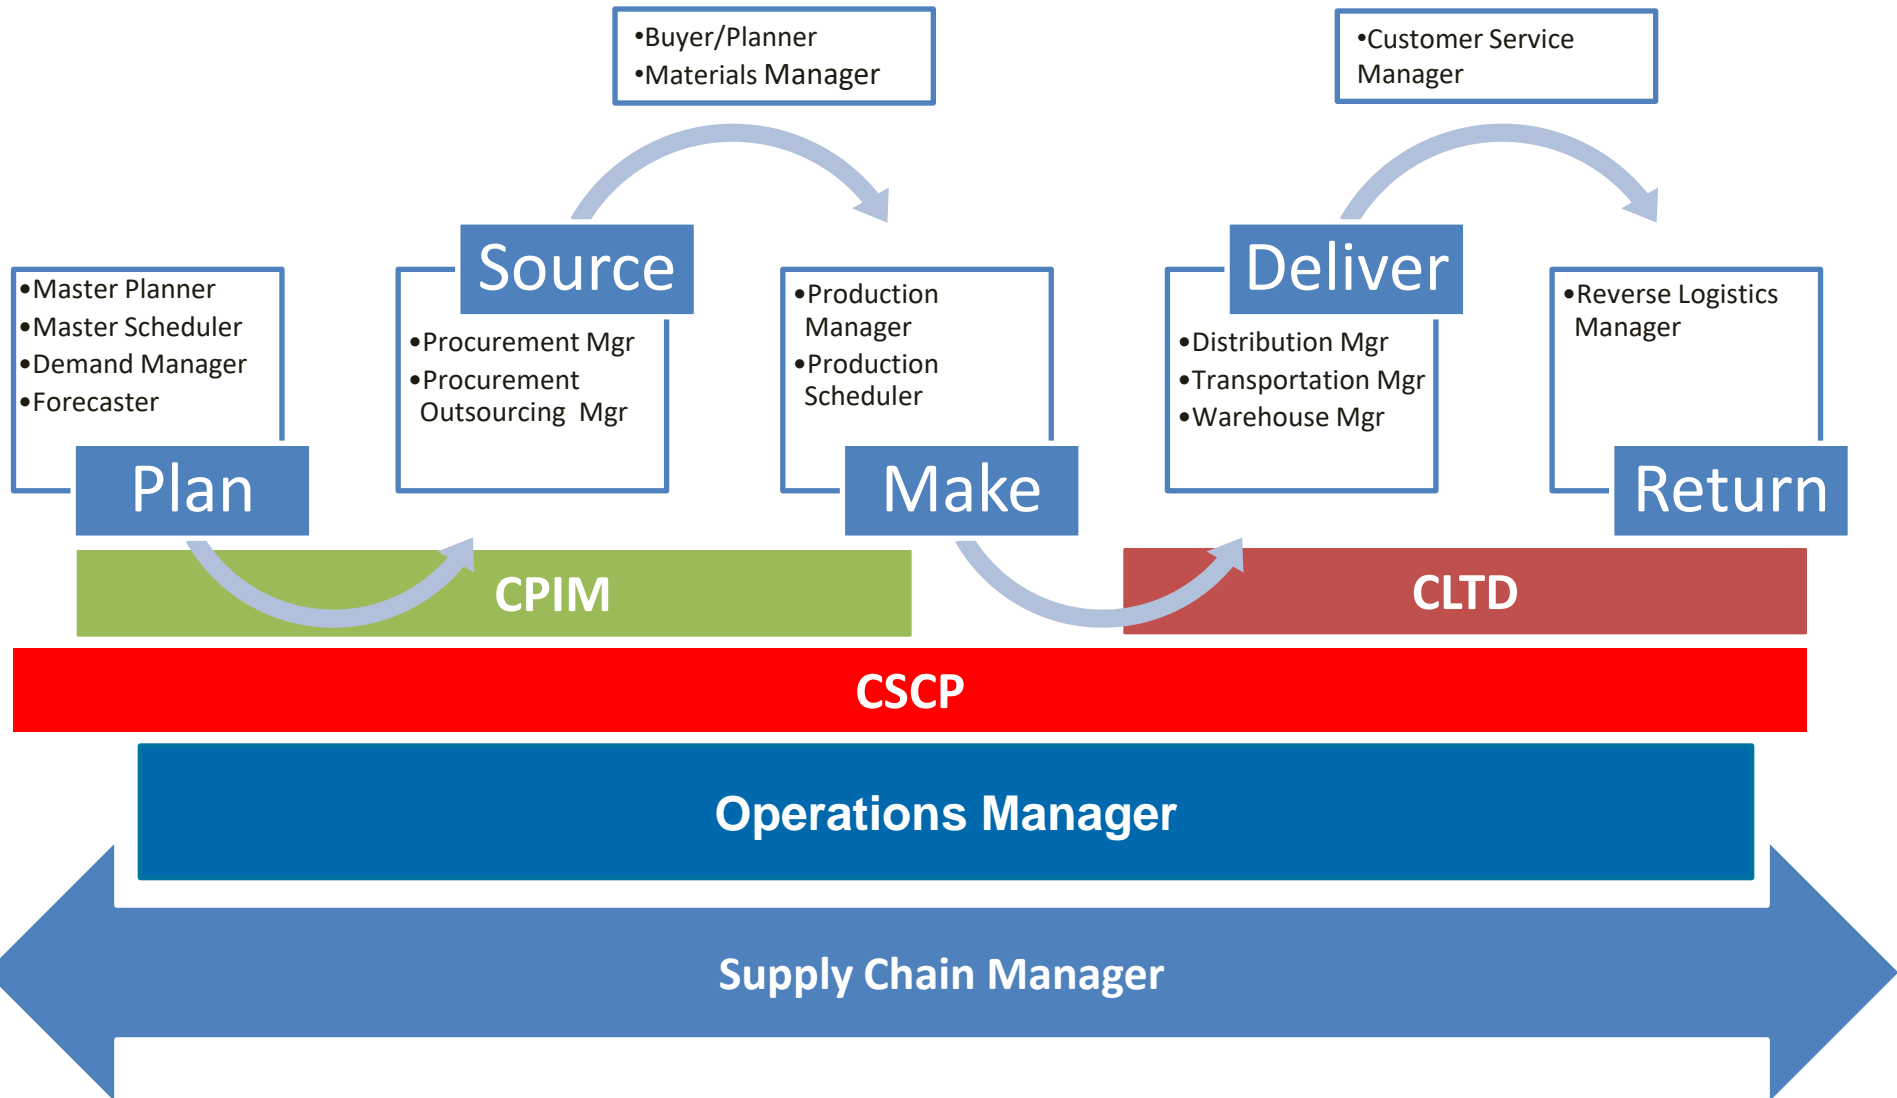 •Buyer/Planner
•Materials Manager
•Customer Service
Manager
•Master Planner
•Master Scheduler
•Demand Manager
•Forecaster
Plan
Source
•Procurement Mgr
•Procurement
Outsourcing Mgr
•Production
Manager
•Production
Scheduler
Make
Deliver
•Distribution Mgr
•Transportation Mgr
•Warehouse Mgr
•Reverse Logistics
Manager
Return
CPIM
CLTD
CSCP
Operations Manager
Supply Chain Manager